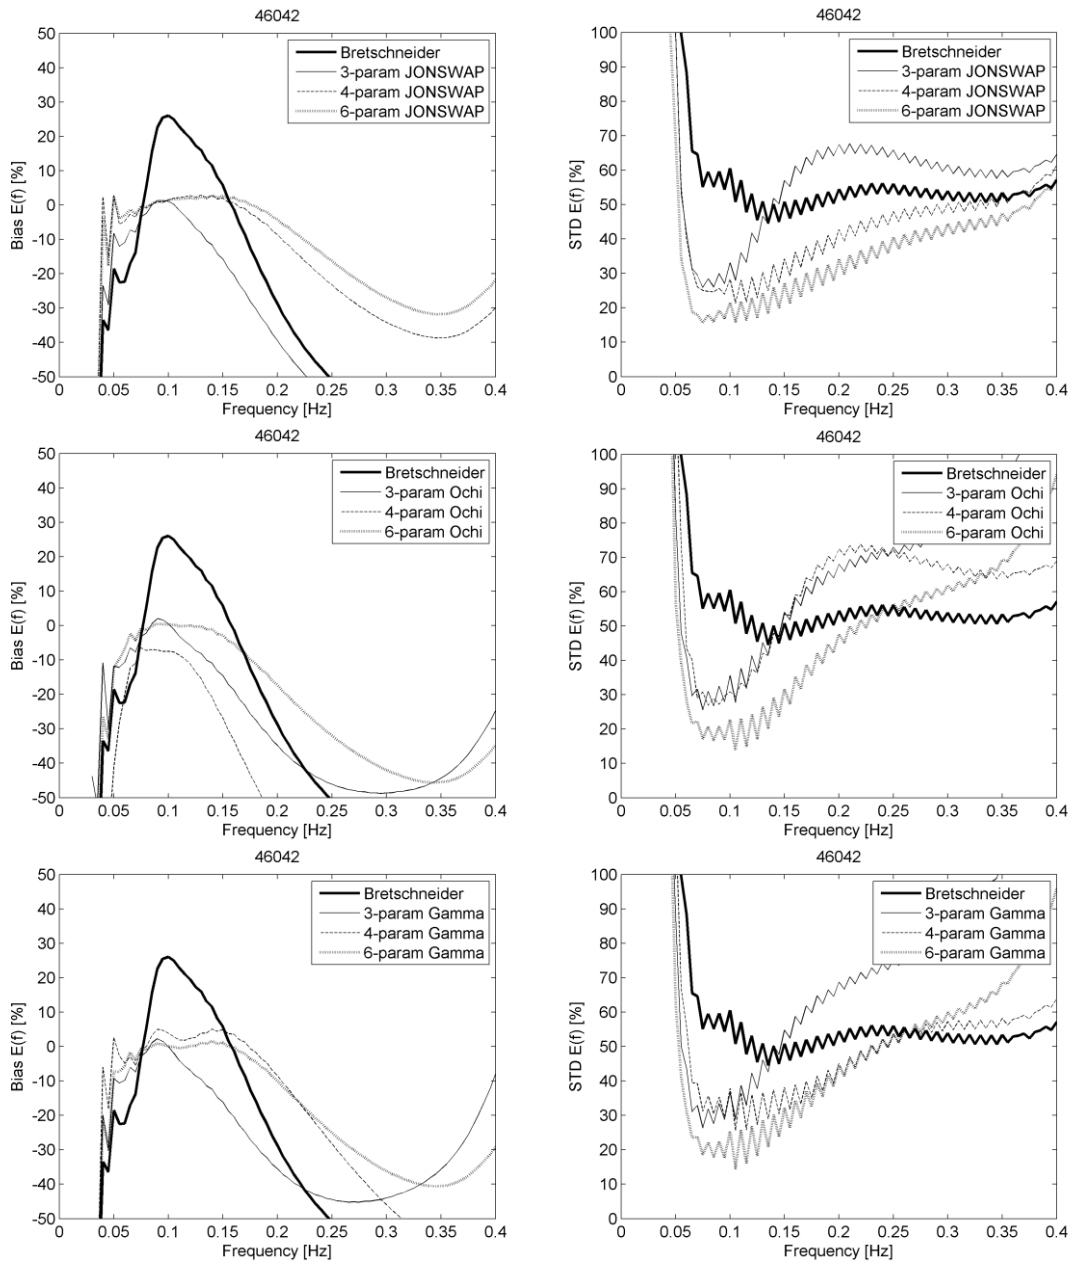 46042
50
40
30
20
10
0
-10
-20
-30
-40
-50
Bias E(f) [%]
Bretschneider
3-param JONSWAP
4-param JONSWAP
6-param JONSWAP
0 0.05 0.1 0.15 0.2 0.25 0.3 0.35 0.4
Frequency [Hz]
46042
100
90
80
70
60
50
40
30
20
10
0
STD E(f) [%]
Bretschneider
3-param JONSWAP
4-param JONSWAP
6-param JONSWAP
0 0.05 0.1 0.15 0.2 0.25 0.3 0.35 0.4
Frequency [Hz]
46042
50
40
30
20
10
0
-10
-20
-30
-40
-50
Bias E(f) [%]
Bretschneider
3-param Ochi
4-param Ochi
6-param Ochi
0 0.05 0.1 0.15 0.2 0.25 0.3 0.35 0.4
Frequency [Hz]
46042
100
90
80
70
60
50
40
30
20
10
0
STD E(f) [%]
Bretschneider
3-param Ochi
4-param Ochi
6-param Ochi
0 0.05 0.1 0.15 0.2 0.25 0.3 0.35 0.4
Frequency [Hz]
46042
50
40
30
20
10
0
-10
-20
-30
-40
-50
Bias E(f) [%]
Bretschneider
3-param Gamma
4-param Gamma
6-param Gamma
0 0.05 0.1 0.15 0.2 0.25 0.3 0.35 0.4
Frequency [Hz]
46042
100
90
80
70
60
50
40
30
20
10
0
STD E(f) [%]
Bretschneider
3-param Gamma
4-param Gamma
6-param Gamma
0 0.05 0.1 0.15 0.2 0.25 0.3 0.35 0.4
Frequency [Hz]